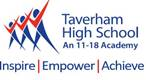 Taverham
High School
An 11-18 Academy
Inspire | Empower | Achieve